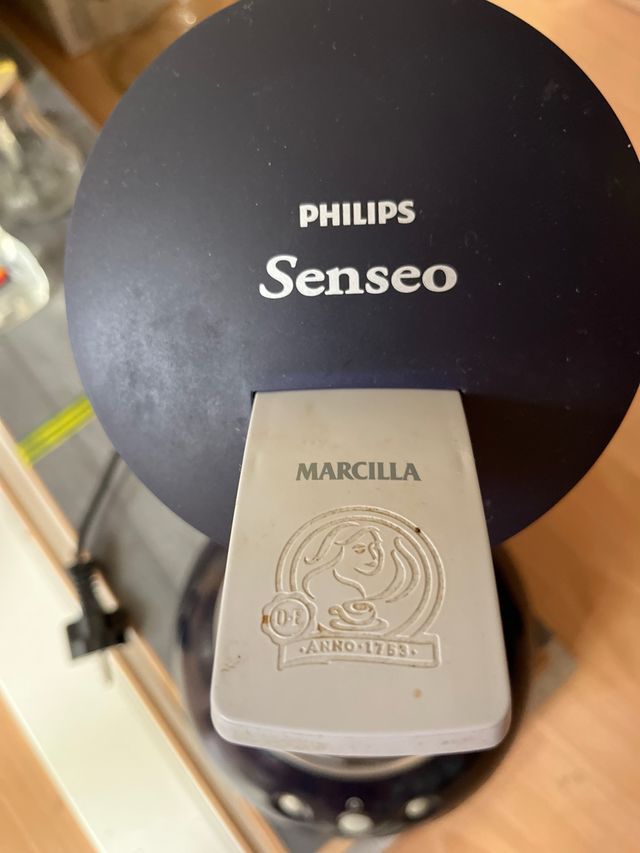 PHILIPS
Senseo
MARCILLA
D·E
·ANNO·1753·